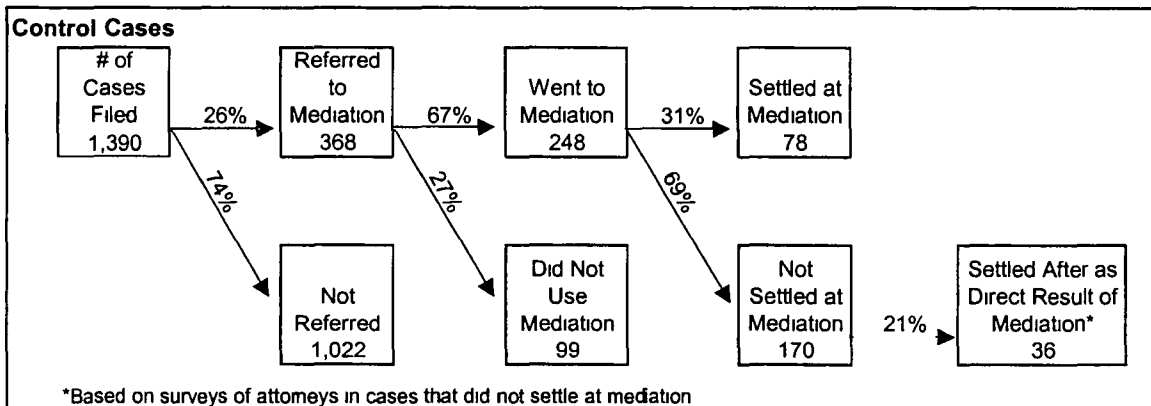 Control Cases
# of
Cases
Filed
1,390
26%
Referred
to
Mediation
368
67%
Went to
Mediation
248
31%
Settled at
Mediation
78
74%
27%
69%
Not
Referred
1,022
Did Not
Use
Mediation
99
Not
Settled at
Mediation
170
21%
Settled After as
Direct Result of
Mediation*
36
*Based on surveys of attorneys in cases that did not settle at mediation